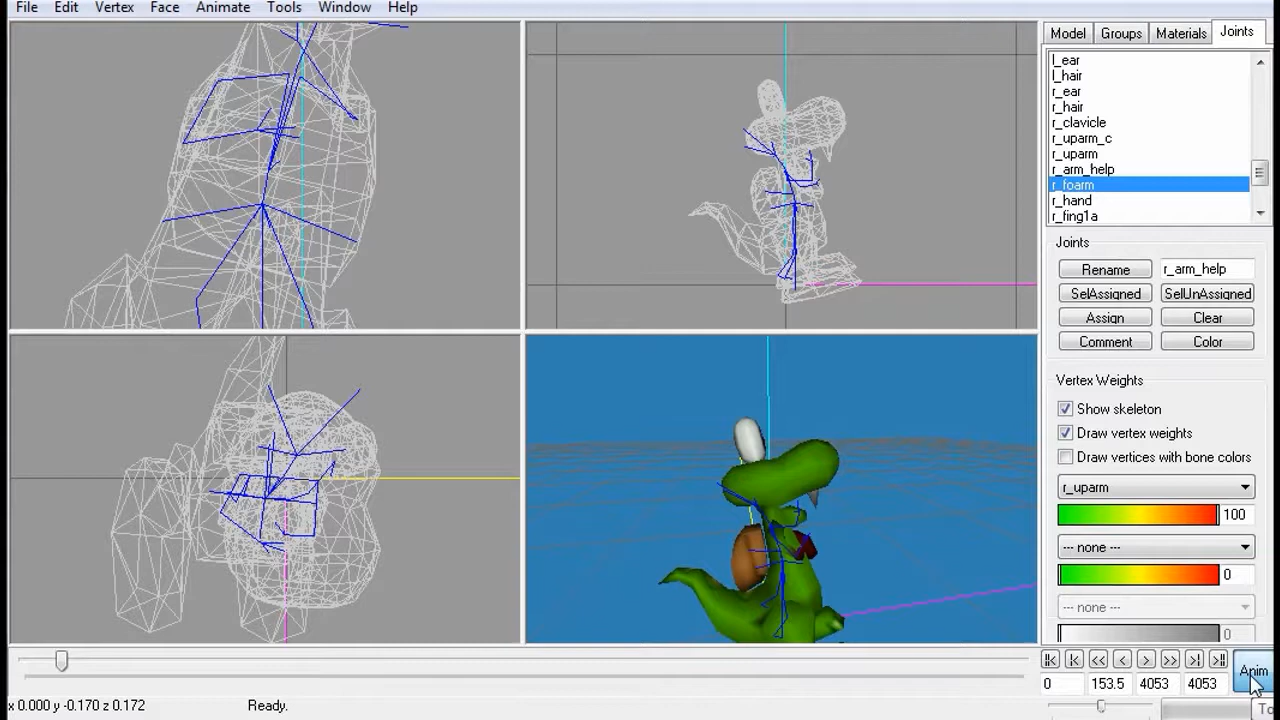 File Edit Vertex Face Animate Tools Window Help
Model Groups Materials Joints
l_ear
l_hair
r_ear
r_hair
r_clavicle
r_uparm_c
r_uparm
r_arm_help
r_foarm
r_hand
r_fing1a
Joints
Rename r_arm_help
SelAssigned SelUnAssigned
Assign Clear
Comment Color
Vertex Weights
Show skeleton
Draw vertex weights
Draw vertices with bone colors
r_uparm
100
--- none ---
0
--- none ---
0
Anim
0 153.5 4053 4053
x 0.000 y -0.170 z 0.172 Ready. To